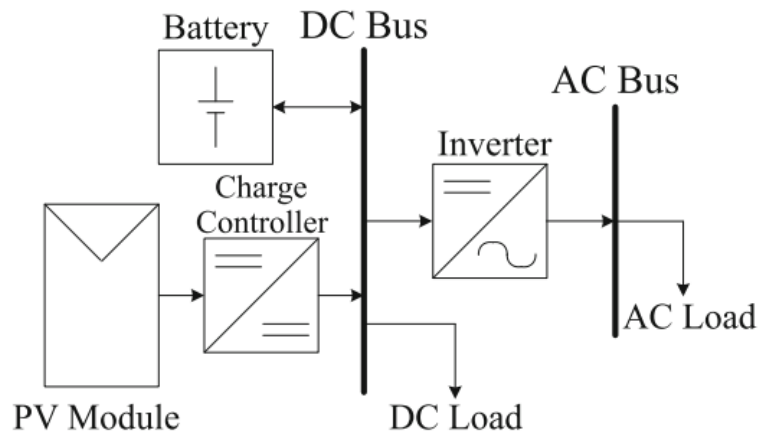 Battery
DC Bus
AC Bus
Inverter
Charge
Controller
AC Load
PV Module
DC Load